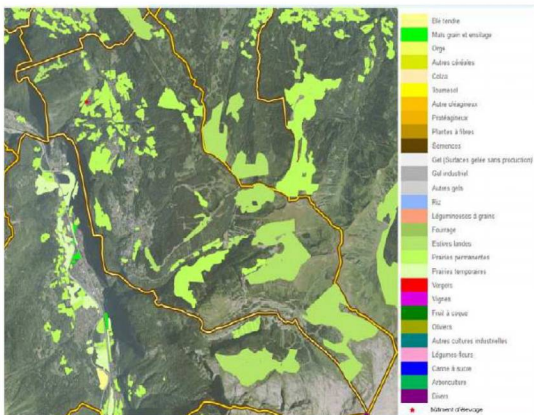 Blé tendre
Maïs grain et ensilage
Orge
Autres céréales
Colza
Tournesol
Autre oléagineux
Protéagineux
Plantes à fibres
Semences
Gel (Surfaces gelées sans production)
Gel industriel
Autres gels
Riz
Légumineuses à grains
Fourrage
Estives landes
Prairies permanentes
Prairies temporaires
Vergers
Vignes
Fruit à coque
Oliviers
Autres cultures industrielles
Légumes-fleurs
Canne à sucre
Arboriculture
Divers
Bâtiment d'élevage